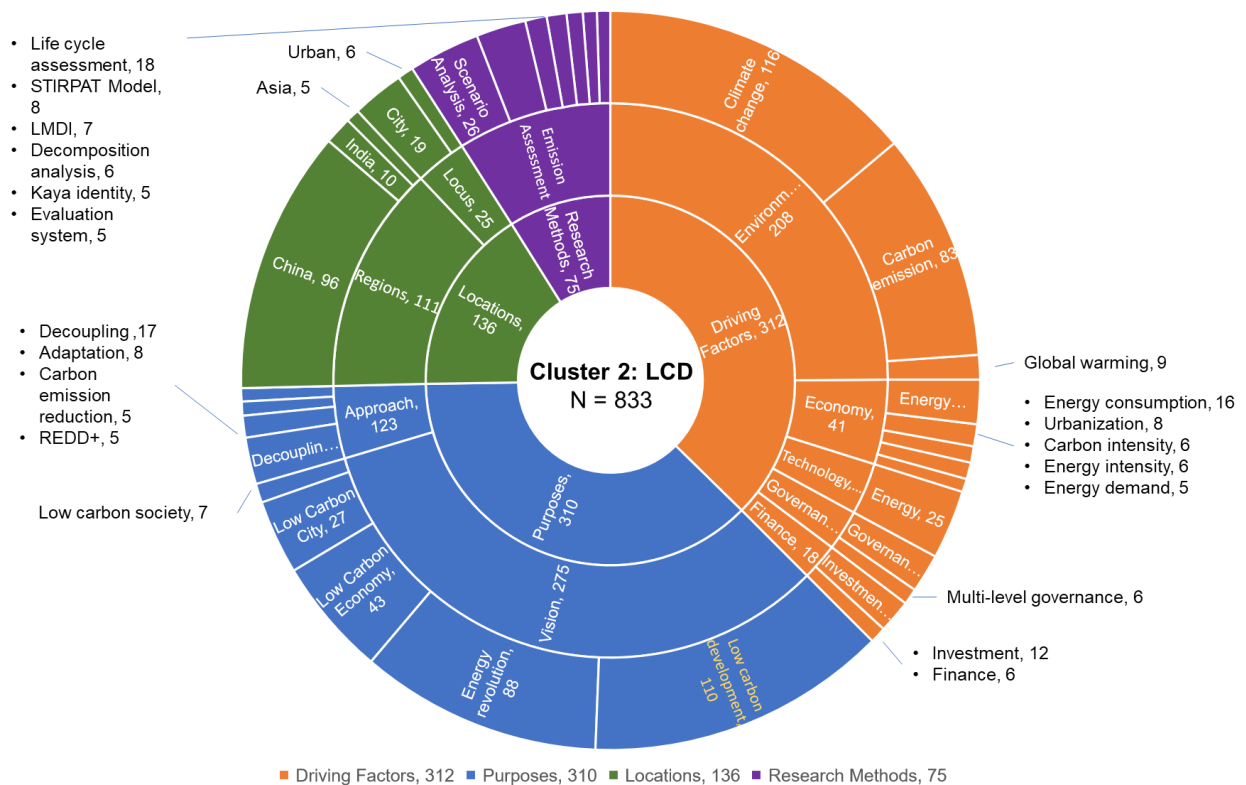 • Life cycle
assessment, 18
• STIRPAT Model,
8
• LMDI, 7
• Decomposition
analysis, 6
• Kaya identity, 5
• Evaluation
system, 5
Urban, 6
Asia, 5
Scenario
Analysis, 26
Emission
Assessment
Research
Methods, 75
City, 19
India, 10
Locus, 25
China, 96
Regions, 111
Locations,
136
Climate
change, 116
Environm...
208
Carbon
emission, 83
Driving
Factors, 312
Global warming, 9
Cluster 2: LCD
N = 833
Economy,
41
Energy...
• Energy consumption, 16
• Urbanization, 8
• Carbon intensity, 6
• Energy intensity, 6
• Energy demand, 5
Technology,...
Energy, 25
Governan...
Governan...
Finance, 18
Investmen...
Multi-level governance, 6
• Investment, 12
• Finance, 6
• Decoupling ,17
• Adaptation, 8
• Carbon
emission
reduction, 5
• REDD+, 5
Approach,
123
Decouplin...
Low carbon society, 7
Low Carbon
City, 27
Low Carbon
Economy,
43
Purposes,
310
Vision, 275
Energy
revolution,
88
Low carbon
development,
110
Driving Factors, 312 Purposes, 310 Locations, 136 Research Methods, 75